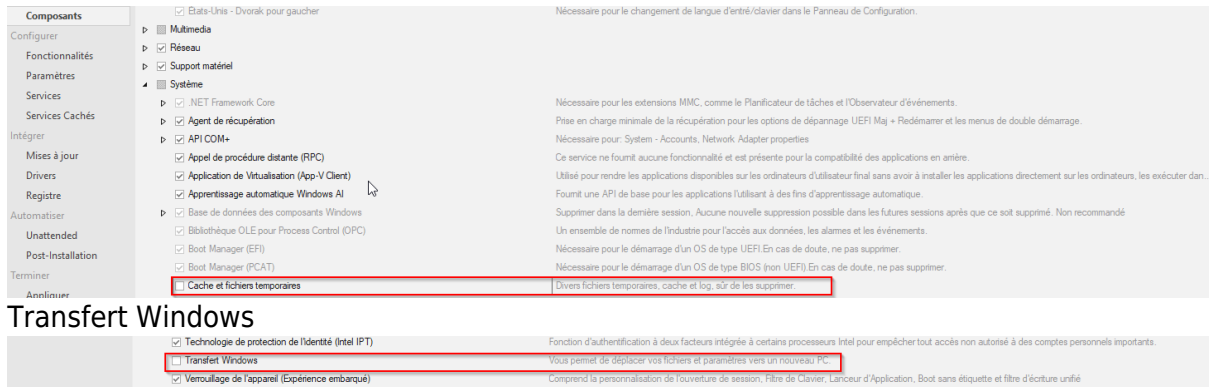 Composants
Configurer
Fonctionnalités
Paramètres
Services
Services Cachés
Intégrer
Mises à jour
Drivers
Registre
Automatiser
Unattended
Post-Installation
Terminer
Appliquer
États-Unis - Dvorak pour gaucher Nécessaire pour le changement de langue d'entré/clavier dans le Panneau de Configuration.
Multimedia
Réseau
Support matériel
Système
.NET Framework Core Nécessaire pour les extensions MMC, comme le Planificateur de tâches et l'Observateur d'événements.
Agent de récupération Prise en charge minimale de la récupération pour les options de dépannage UEFI Maj + Redémarrer et les menus de double démarrage.
API COM+ Nécessaire pour: System - Accounts, Network Adapter properties
Appel de procédure distante (RPC) Ce service ne fournit aucune fonctionnalité et est présente pour la compatibilité des applications en arrière.
Application de Virtualisation (App-V Client) Utilisé pour rendre les applications disponibles sur les ordinateurs d'utilisateur final sans avoir à installer les applications directement sur les ordinateurs, les exécuter dan...
Apprentissage automatique Windows AI Fournit une API de base pour les applications l'utilisant à des fins d'apprentissage automatique.
Base de données des composants Windows Supprimer dans la dernière session, Aucune nouvelle suppression possible dans les futures sessions après que ce soit supprimé. Non recommandé
Bibliothèque OLE pour Process Control (OPC) Un ensemble de normes de l'industrie pour l'accès aux données, les alarmes et les événements.
Boot Manager (EFI) Nécessaire pour le démarrage d'un OS de type UEFI.En cas de doute, ne pas supprimer.
Boot Manager (PCAT) Nécessaire pour le démarrage d'un OS de type BIOS (non UEFI).En cas de doute, ne pas supprimer.
Cache et fichiers temporaires Divers fichiers temporaires, cache et log, sûr de les supprimer.
Transfert Windows
Technologie de protection de l'identité (Intel IPT) Fonction d'authentification à deux facteurs intégrée à certains processeurs Intel pour empêcher tout accès non autorisé à des comptes personnels importants.
Transfert Windows Vous permet de déplacer vos fichiers et paramètres vers un nouveau PC.
Verrouillage de l'appareil (Expérience embarqué) Comprend la personnalisation de l'ouverture de session, Filtre de Clavier, Lanceur d'Application, Boot sans étiquette et filtre d'écriture unifié